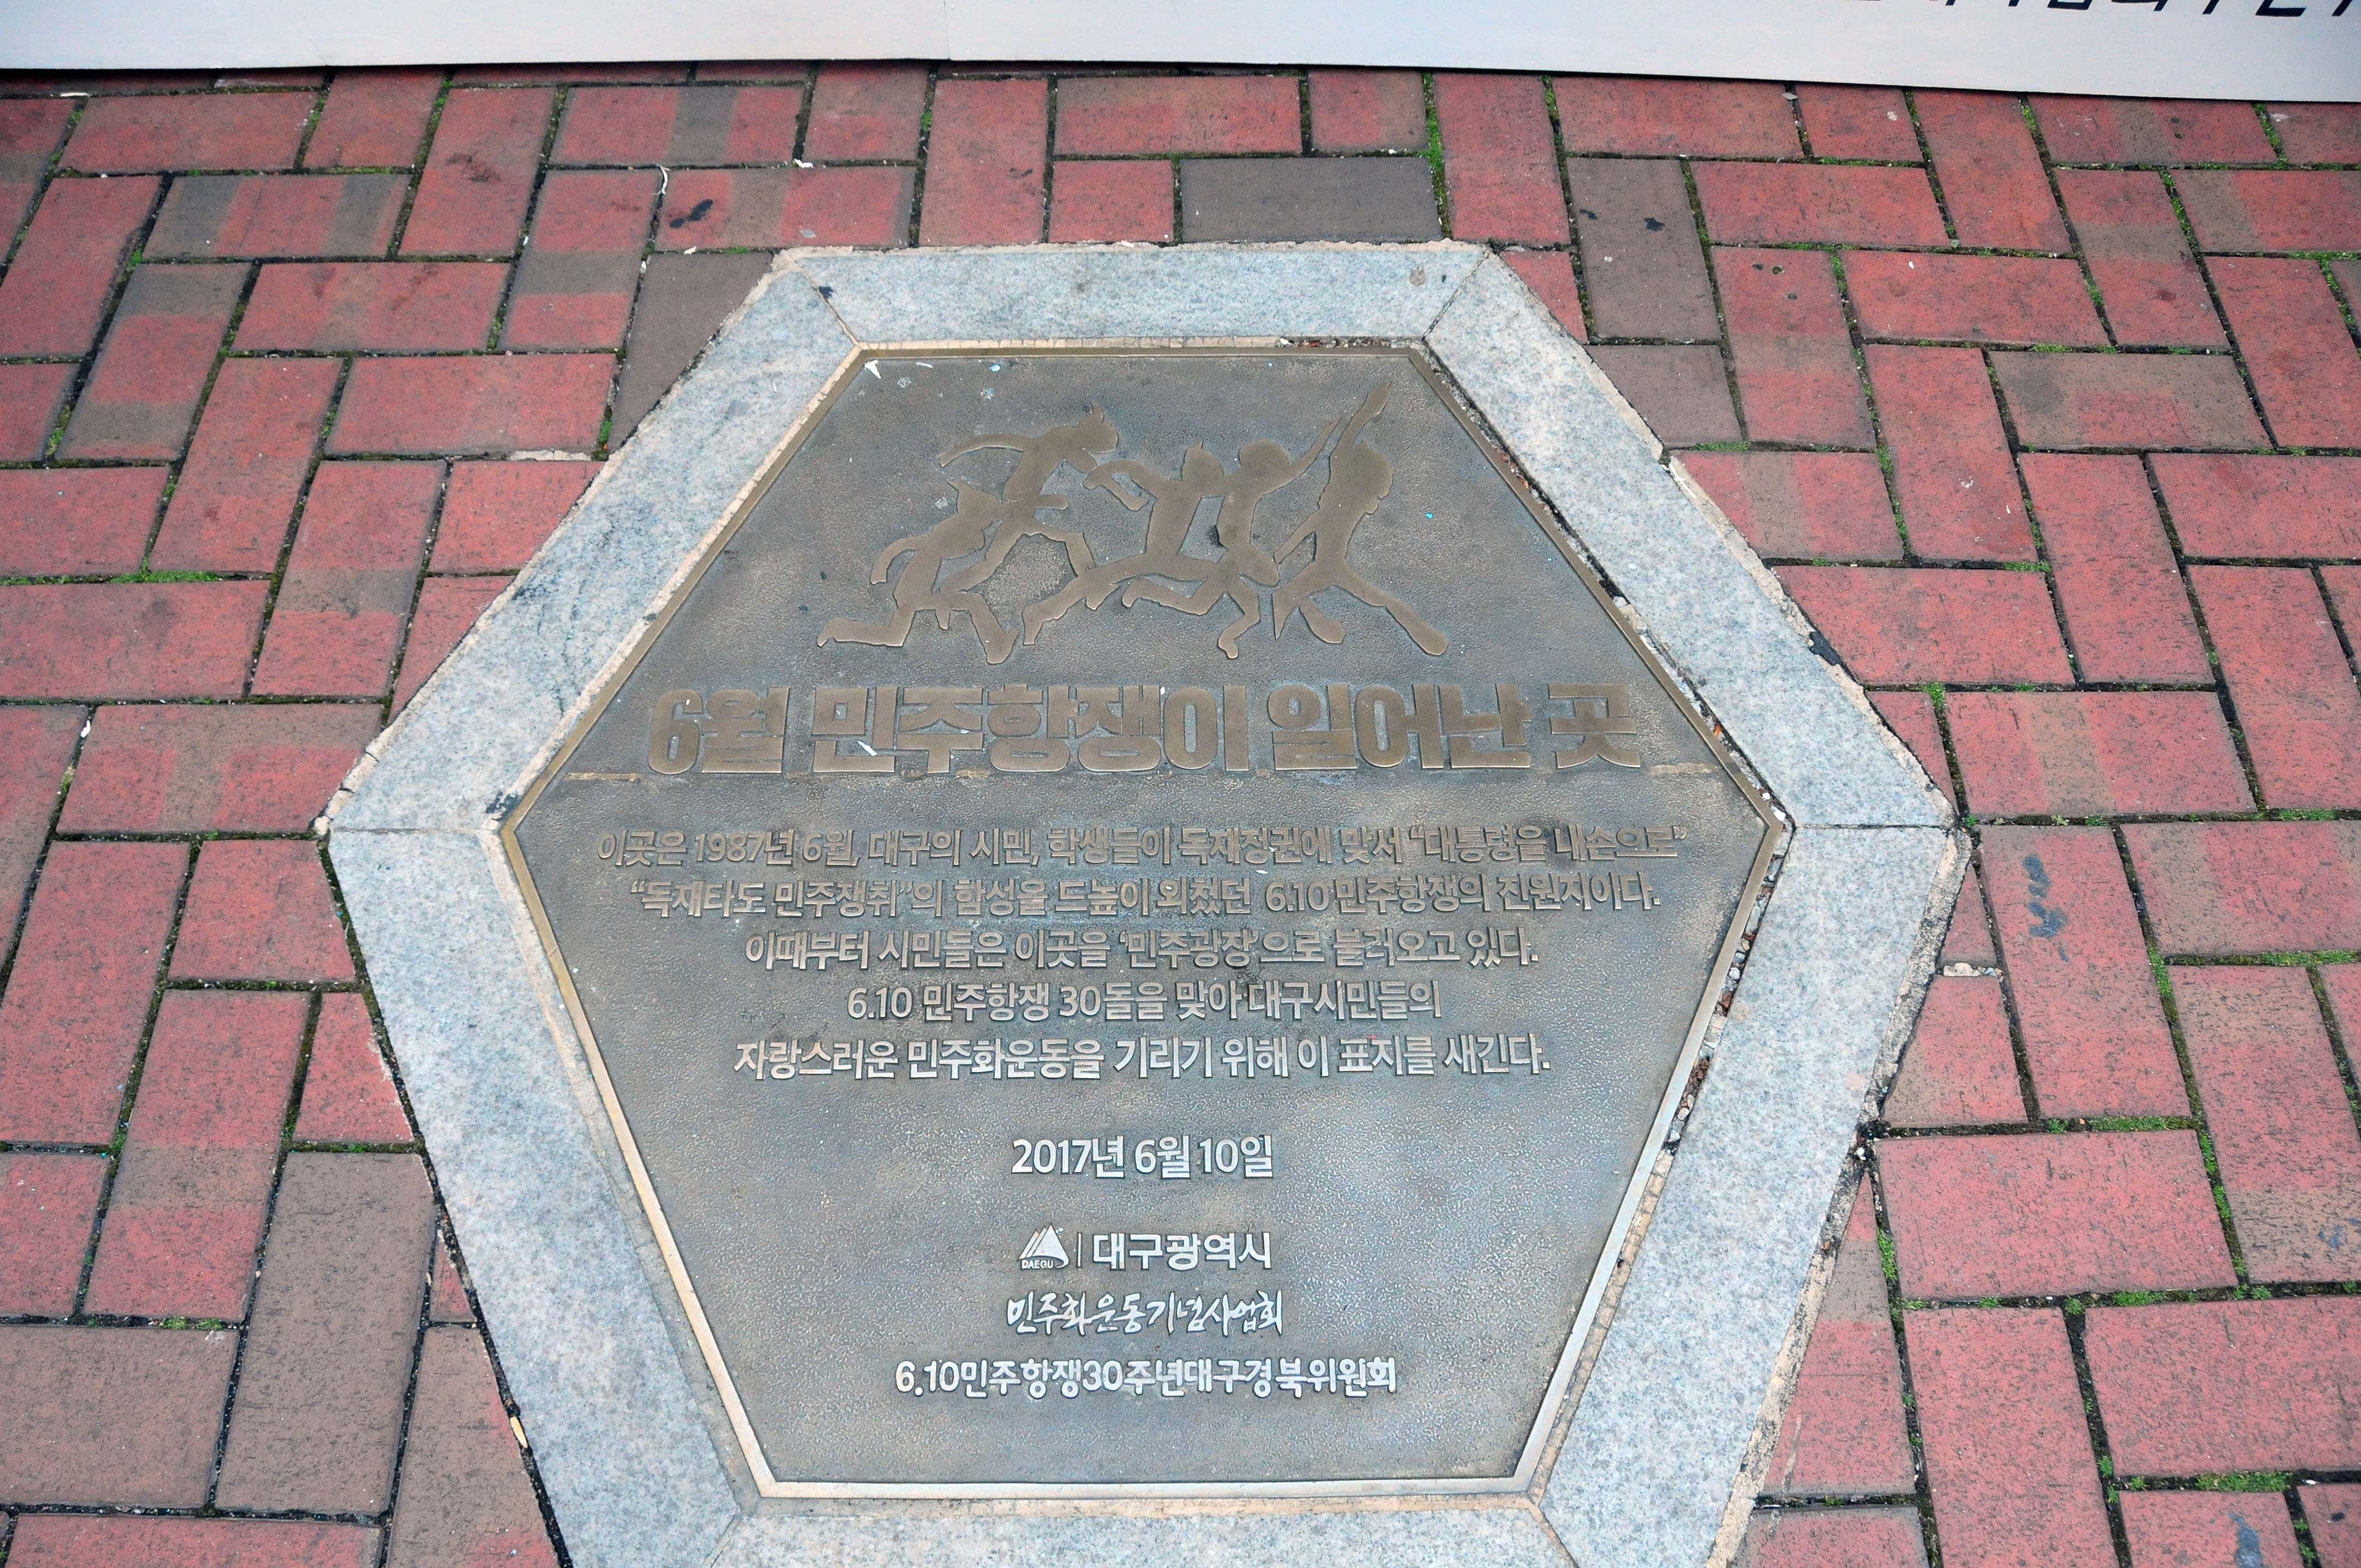 6월 민주항쟁이 일어난 곳
이곳은 1987년 6월, 대구의 시민, 학생들이 독재정권에 맞서 “대통령을 내손으로”
“독재타도 민주쟁취”의 함성을 드높이 외쳤던 6.10민주항쟁의 진원지이다.
이때부터 시민들은 이곳을 ‘민주광장’으로 불러오고 있다.
6.10 민주항쟁 30돌을 맞아 대구시민들의
자랑스러운 민주화운동을 기리기 위해 이 표지를 새긴다.
2017년 6월 10일
DAEGU | 대구광역시
민주화운동기념사업회
6.10민주항쟁30주년대구경북위원회